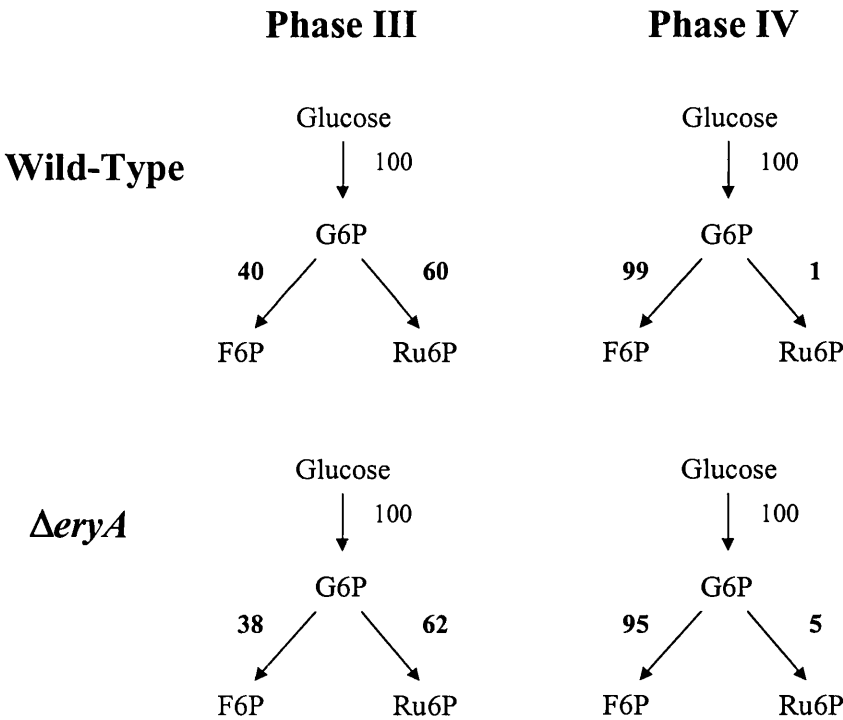 Phase III Phase IV
Glucose Glucose
Wild-Type 100 100
G6P G6P
40 60 99 1
F6P Ru6P F6P Ru6P
Glucose Glucose
ΔeryA 100 100
G6P G6P
38 62 95 5
F6P Ru6P F6P Ru6P